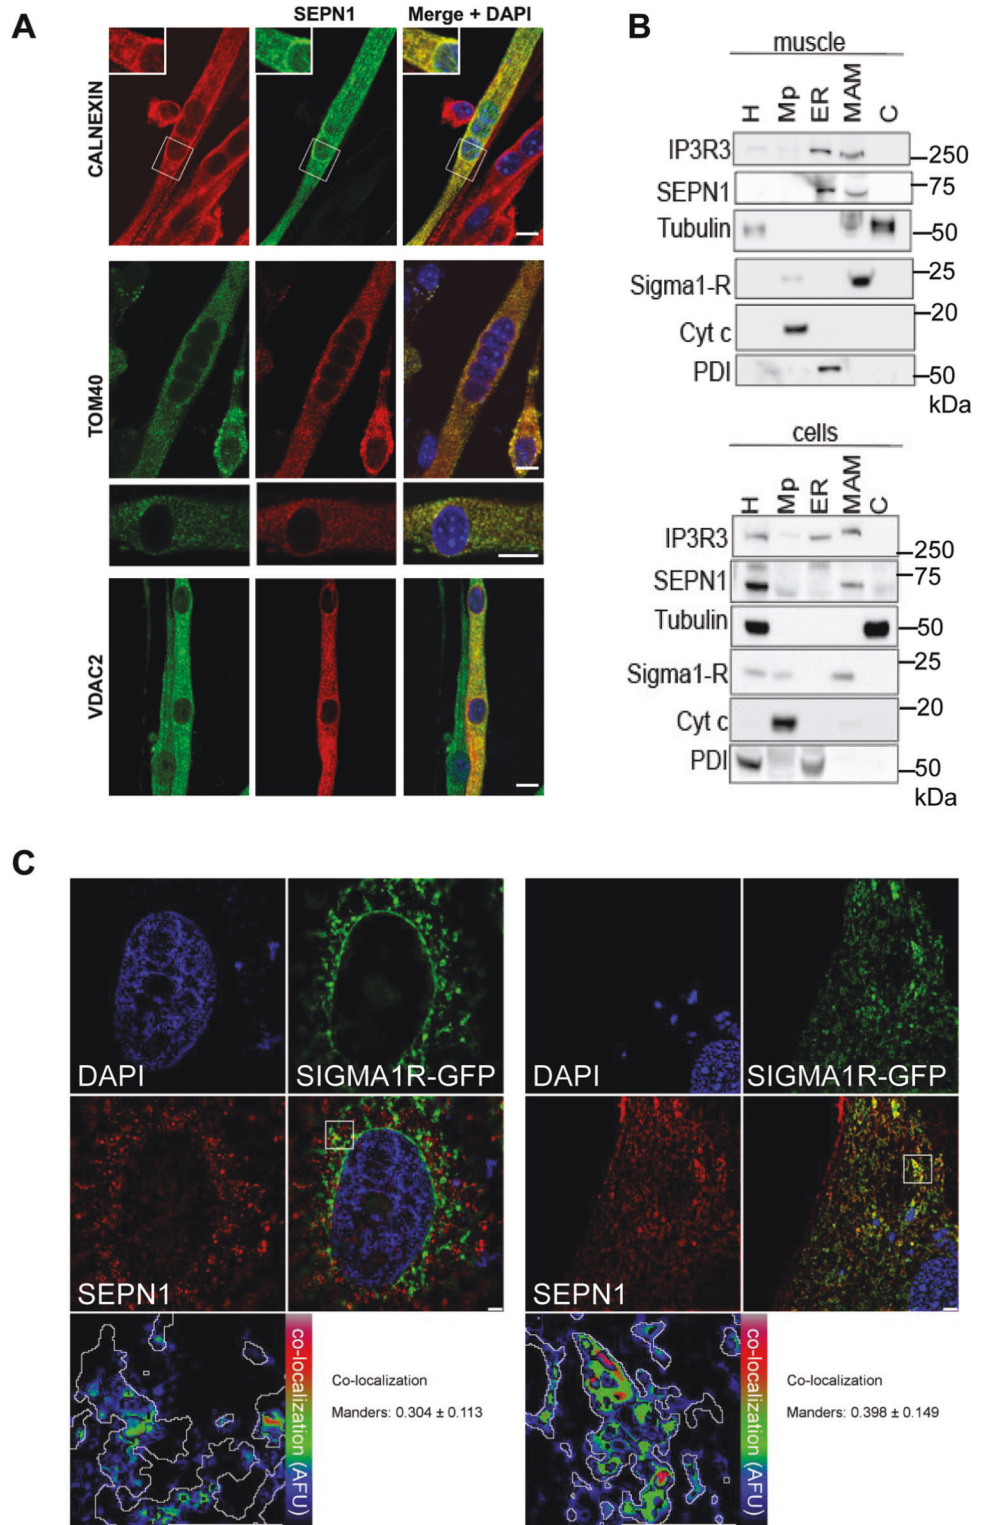 A
SEPN1
Merge + DAPI
CALNEXIN
TOM40
VDAC2
B
muscle
H Mp ER MAM C
IP3R3
250
SEPN1
75
Tubulin
50
Sigma1-R
25
Cyt c
20
PDI
50
kDa
cells
H Mp ER MAM C
IP3R3
250
SEPN1
75
Tubulin
50
Sigma1-R
25
Cyt c
20
PDI
50
kDa
C
DAPI
SIGMA1R-GFP
SEPN1
co-localization (AFU)
Co-localization
Manders: 0.304 ± 0.113
DAPI
SIGMA1R-GFP
SEPN1
co-localization (AFU)
Co-localization
Manders: 0.398 ± 0.149